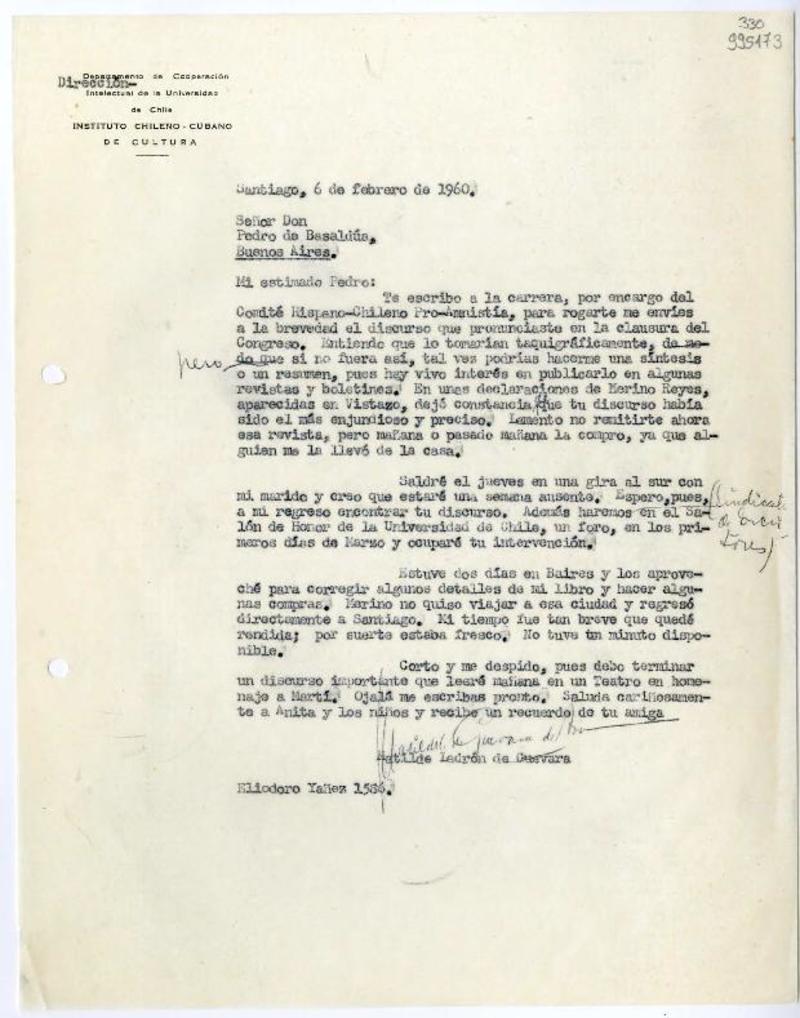 330
995173
Departamento de Cooperación
Dirección-
Intelectual de la Universidad
de Chile
INSTITUTO CHILENO - CUBANO
DE CULTURA
Santiago, 6 de febrero de 1960.
Señor Don
Pedro de Basaldúa,
Buenos Aires.
Mi estimado Pedro:
Te escribo a la carrera, por encargo del
Comité Hispano-Chileno Pro-Amnistía, para rogarte me envíes
a la brevedad el discurso que pronunciaste en la clausura del
Congreso. Entiendo que lo tomarían taquigráficamente, de mo-
pero do que si no fuera así, tal vez podrías hacerme una síntesis
o un resumen, pues hay vivo interés en publicarlo en algunas
revistas y boletines. En unas declaraciones de Merino Reyes,
aparecidas en Vistazo, dejó constancia, que tu discurso había
sido el más enjundioso y preciso. Lamento no remitirte ahora
esa revista, pero mañana o pasado mañana la compro, ya que al-
guien me la llevó de la casa.
Saldré el jueves en una gira al sur con
mi marido y creo que estaré una semana ausente. Espero, pues, (Sindicato
a mi regreso encontrar tu discurso. Además haremos en el Sa-
lón de Honor de la Universidad de Chile, un foro, en los pri-
meros días de Marzo y ocuparé tu intervención.
Estuve dos días en Baires y los aprove-
ché para corregir algunos detalles de mi libro y hacer algu-
nas compras. Merino no quiso viajar a esa ciudad y regresó
directamente a Santiago. Mi tiempo fue tan breve que quedé
rendida; por suerte estaba fresco. No tuve un minuto dispo-
nible.
Corto y me despido, pues debo terminar
un discurso importante que leeré mañana en un Teatro en home-
naje a Martí. Ojalá me escribas pronto. Saluda cariñosamen-
te a Anita y los niños y recibe un recuerdo de tu amiga
Matilde Ladrón de Guevara
Eliodoro Yañez